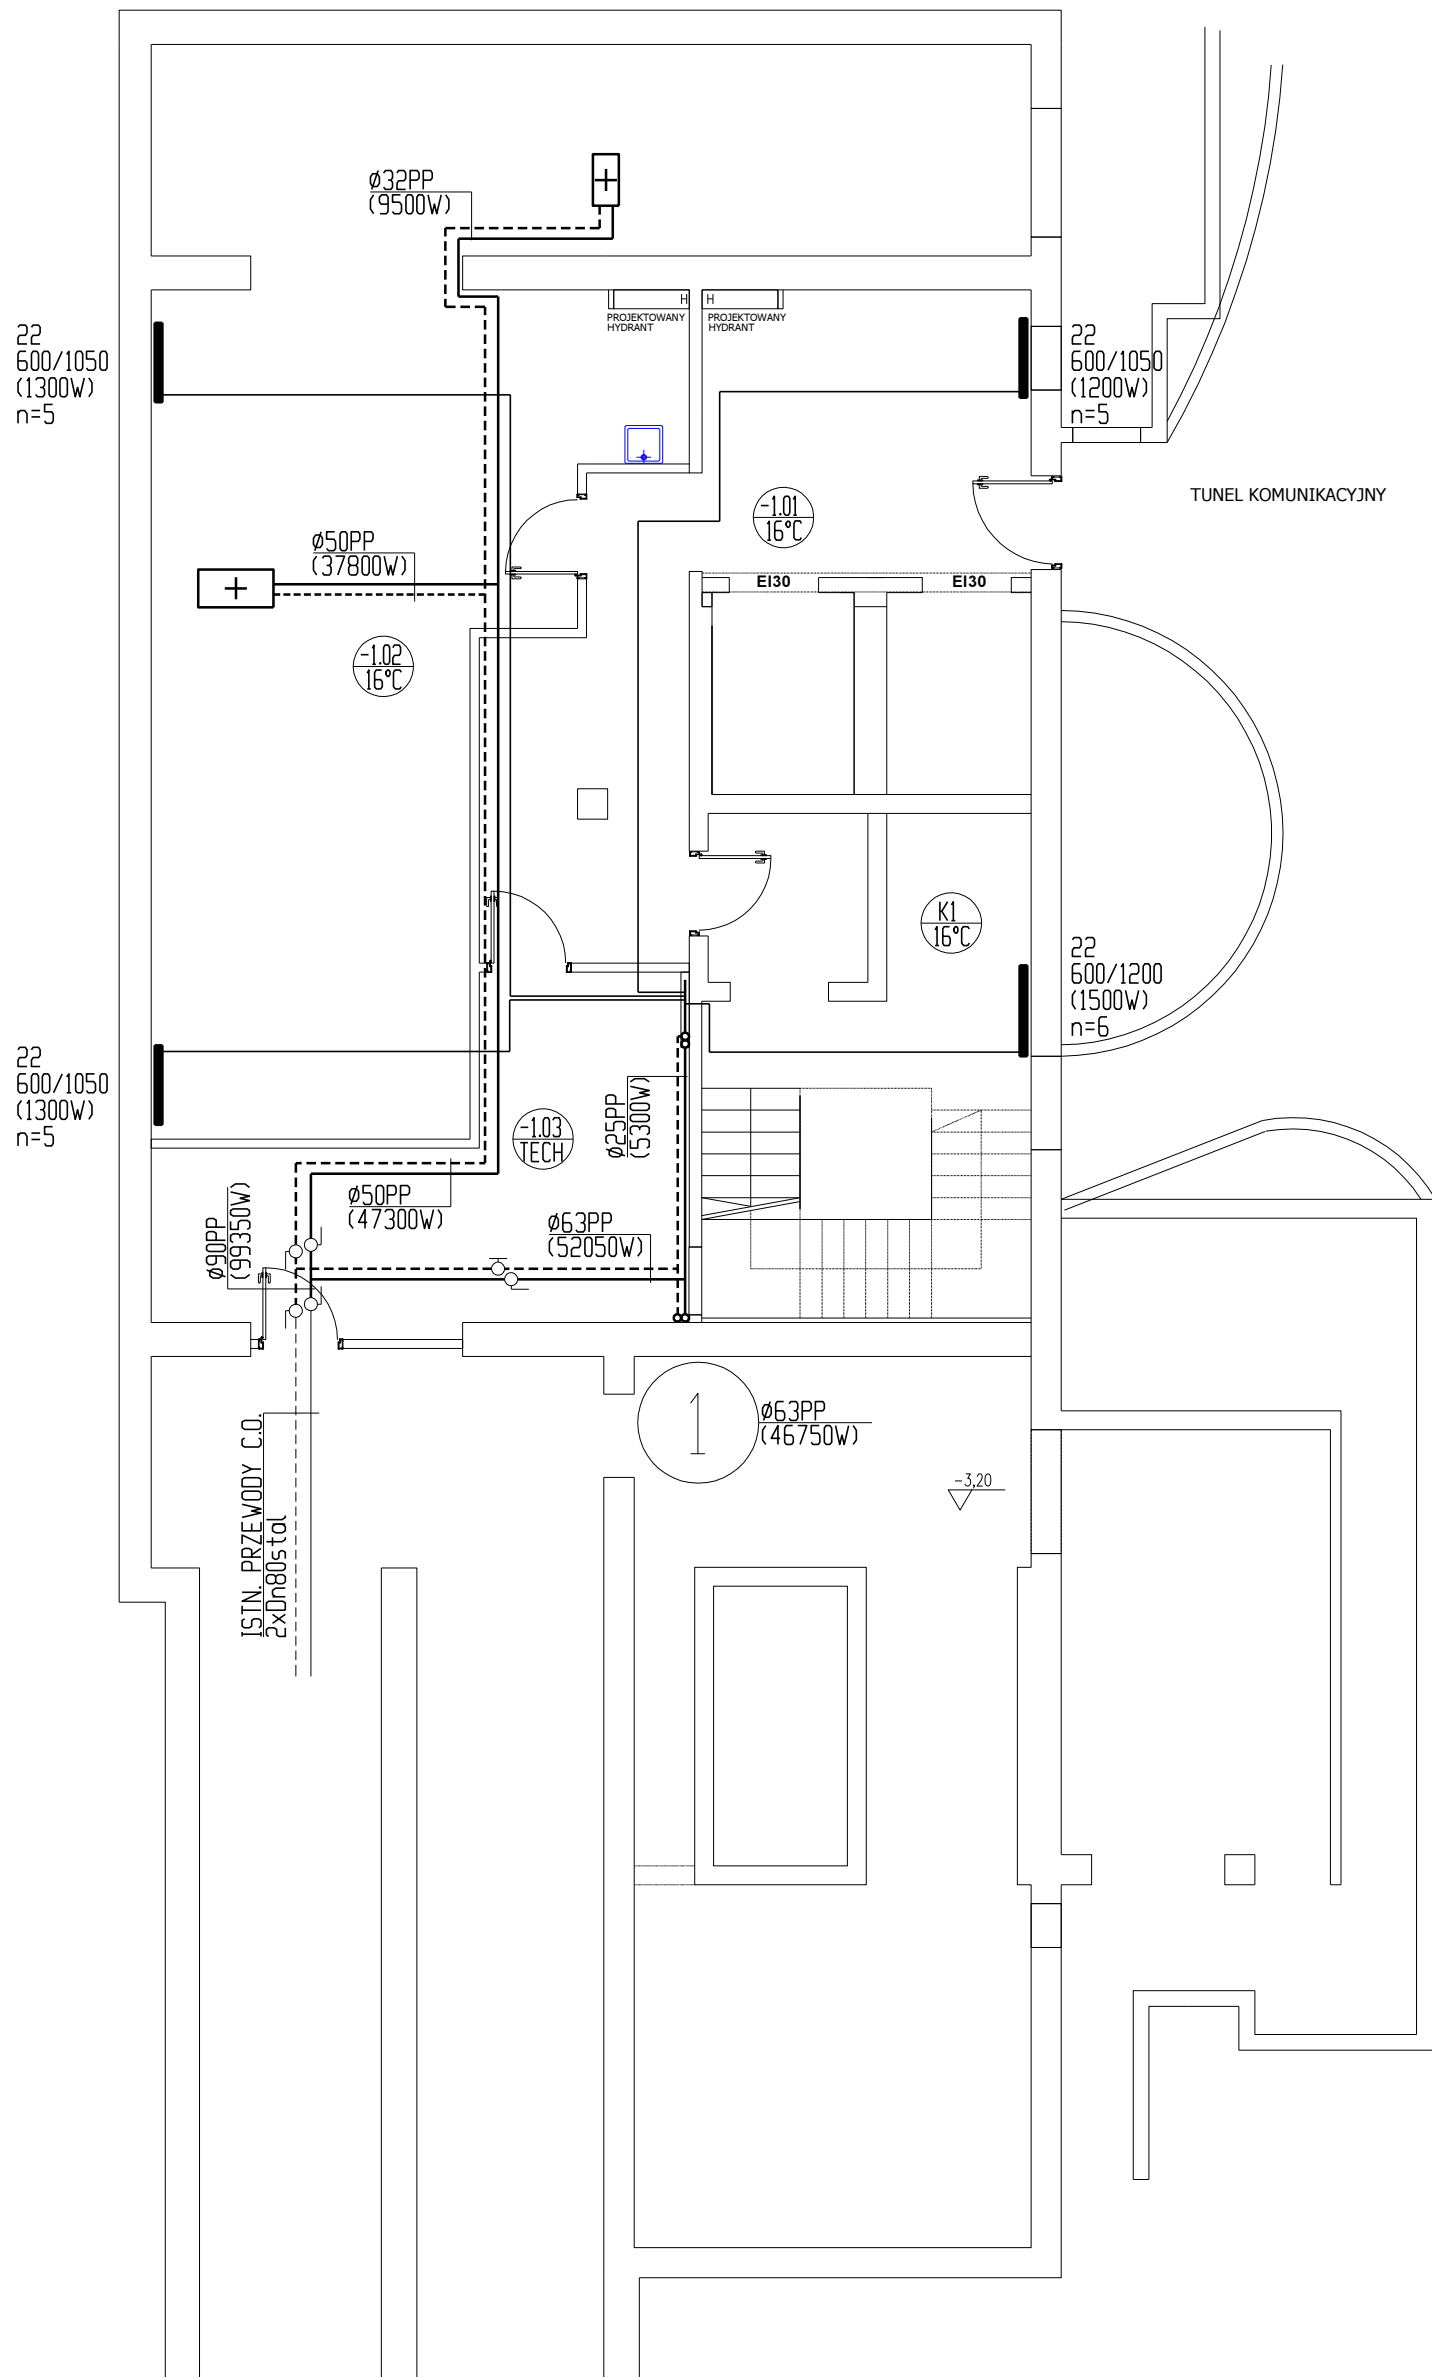 ø32PP
(9500W)
H
H
PROJEKTOWANY
HYDRANT
PROJEKTOWANY
HYDRANT
22
600/1050
(1300W)
n=5
22
600/1050
(1200W)
n=5
TUNEL KOMUNIKACYJNY
-1.01
16°C
ø50PP
(37800W)
EI30
EI30
-1.02
16°C
K1
16°C
22
600/1200
(1500W)
n=6
22
600/1050
(1300W)
n=5
-1.03
TECH
ø25PP
(5300W)
ø50PP
(47300W)
ø63PP
(52050W)
ø90PP
(99350W)
1
ø63PP
(46750W)
-3,20
ISTN. PRZEWODY C.O.
2xDn80stal